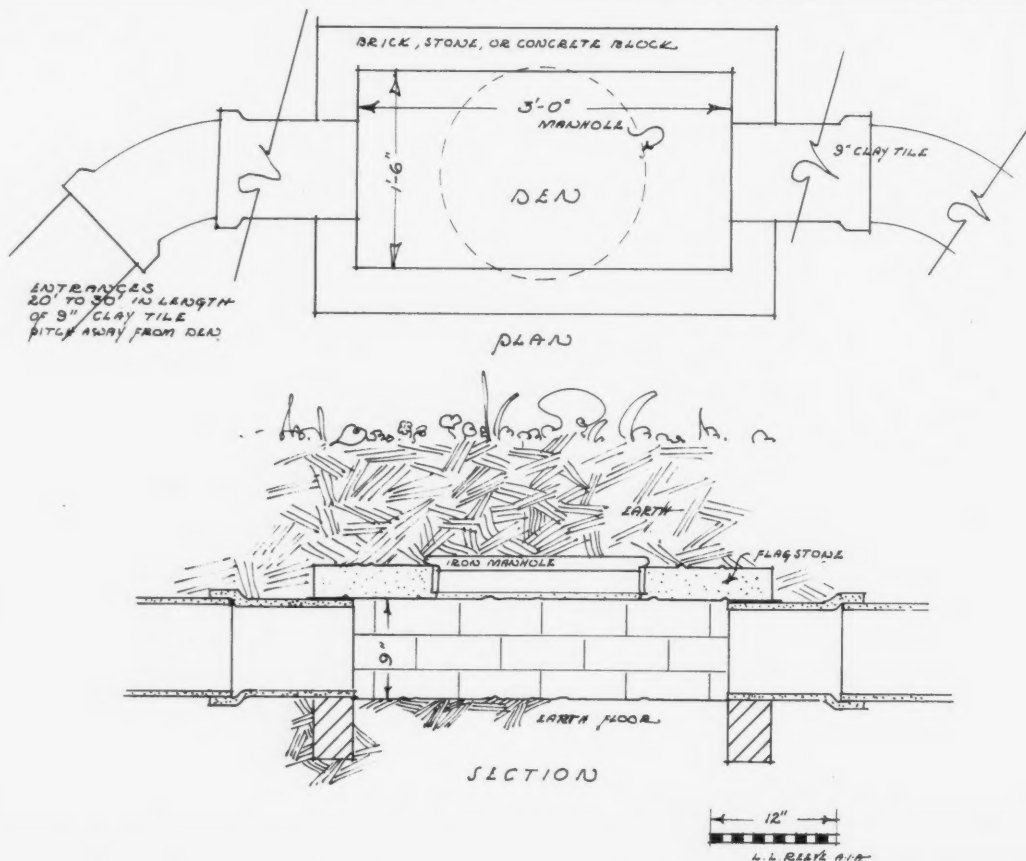 BRICK, STONE, OR CONCRETE BLOCK
3'-0"
MANHOLE
1'-6"
DEN
9" CLAY TILE
ENTRANCES
20' TO 30' IN LENGTH
OF 9" CLAY TILE
PITCH AWAY FROM DEN
PLAN
EARTH
FLAGSTONE
IRON MANHOLE
9"
EARTH FLOOR
SECTION
12"
L. L. REEVE A·I·A